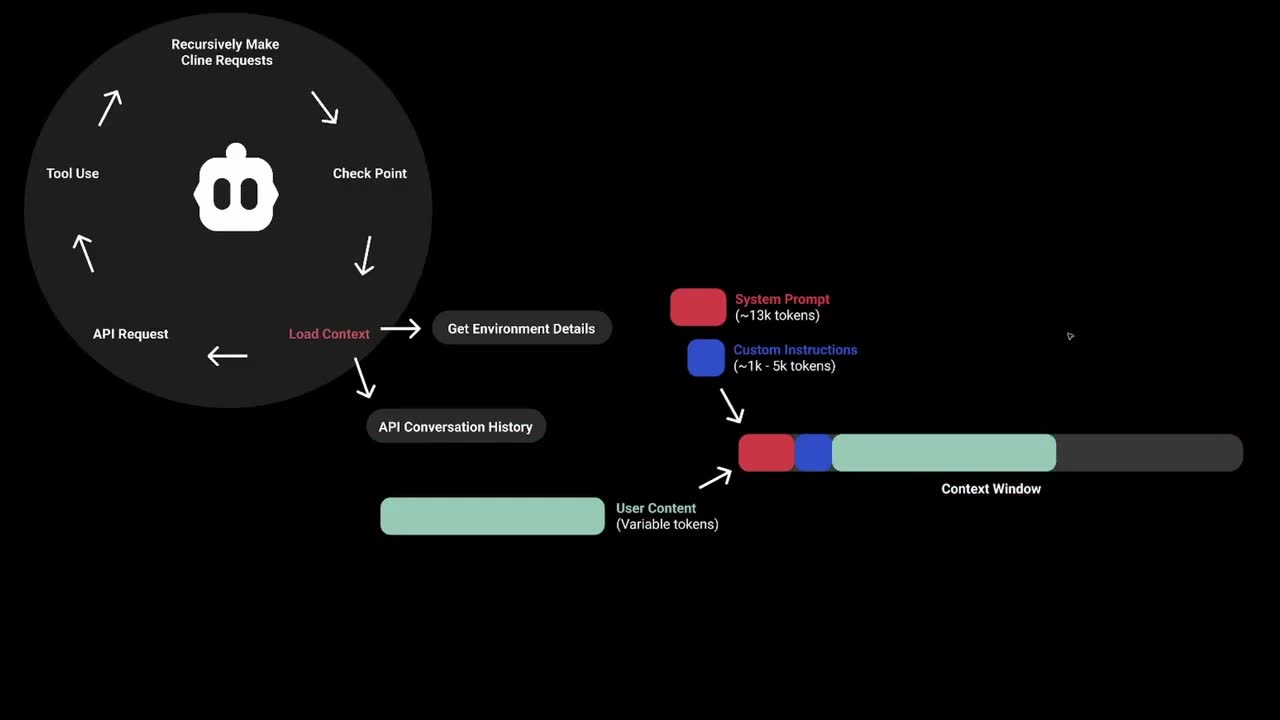 Recursively Make
Cline Requests
Tool Use
Check Point
API Request
Load Context
Get Environment Details
API Conversation History
System Prompt
(~13k tokens)
Custom Instructions
(~1k - 5k tokens)
User Content
(Variable tokens)
Context Window